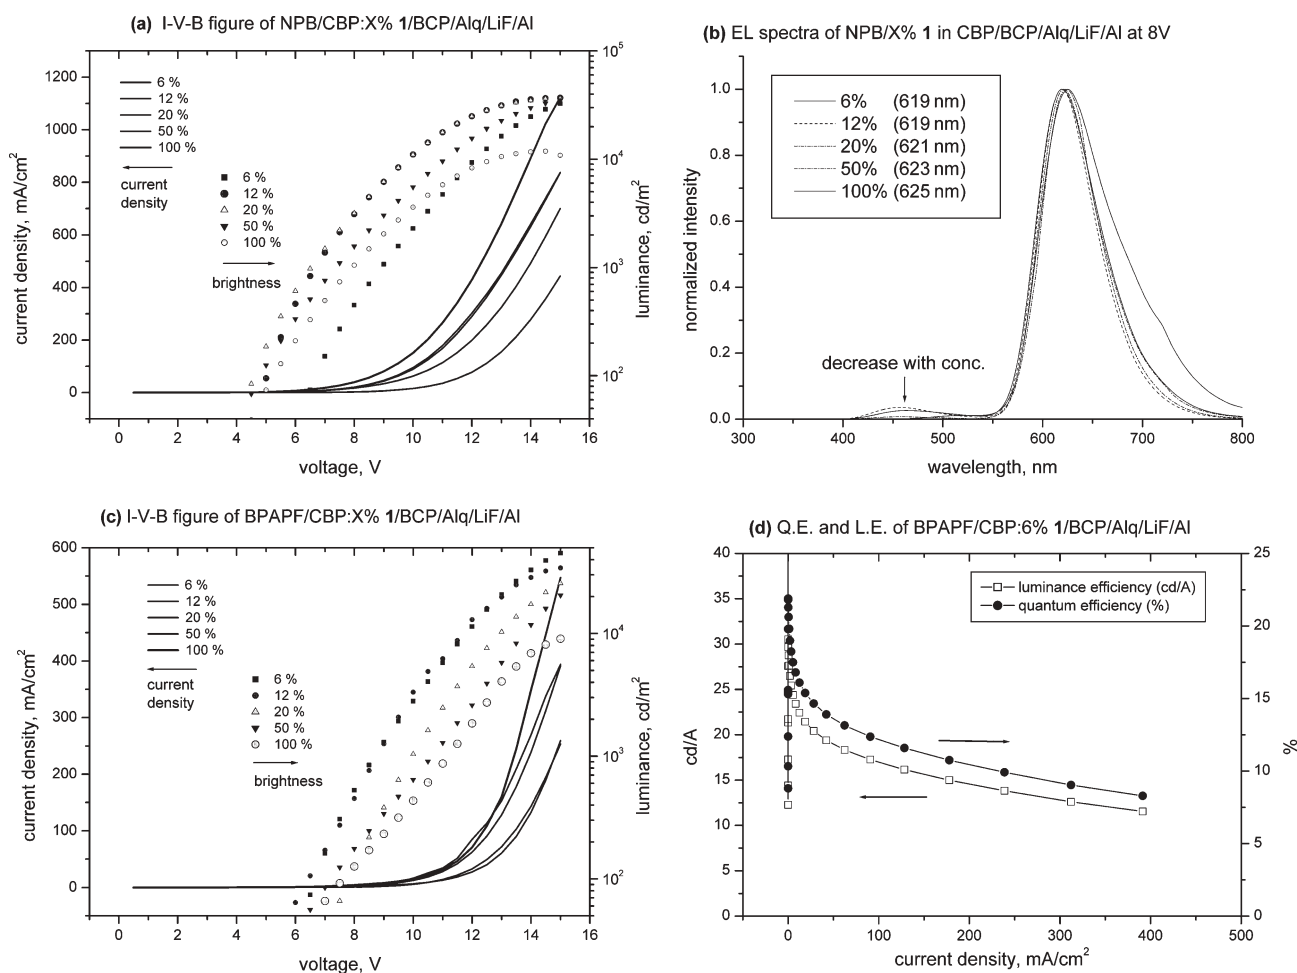 (a) I-V-B figure of NPB/CBP:X% 1/BCP/Alq/LiF/Al
1200
1000
800
600
400
200
0
current density, mA/cm2
6 %
12 %
20 %
50 %
100 %
current
density
6 %
12 %
20 %
50 %
100 %
brightness
10^5
10^4
10^3
10^2
luminance, cd/m2
0 2 4 6 8 10 12 14 16
voltage, V
(b) EL spectra of NPB/X% 1 in CBP/BCP/Alq/LiF/Al at 8V
1.0
0.8
0.6
0.4
0.2
0.0
normalized intensity
6% (619 nm)
12% (619 nm)
20% (621 nm)
50% (623 nm)
100% (625 nm)
decrease with conc.
300 400 500 600 700 800
wavelength, nm
(c) I-V-B figure of BPAPF/CBP:X% 1/BCP/Alq/LiF/Al
600
500
400
300
200
100
0
current density, mA/cm2
6 %
12 %
20 %
50 %
100 %
current
density
6 %
12 %
20 %
50 %
100 %
brightness
10^4
10^3
10^2
luminance, cd/m2
0 2 4 6 8 10 12 14 16
voltage, V
(d) Q.E. and L.E. of BPAPF/CBP:6% 1/BCP/Alq/LiF/Al
40
35
30
25
20
15
10
5
0
cd/A
luminance efficiency (cd/A)
quantum efficiency (%)
25
20
15
10
5
0
%
0 100 200 300 400 500
current density, mA/cm2